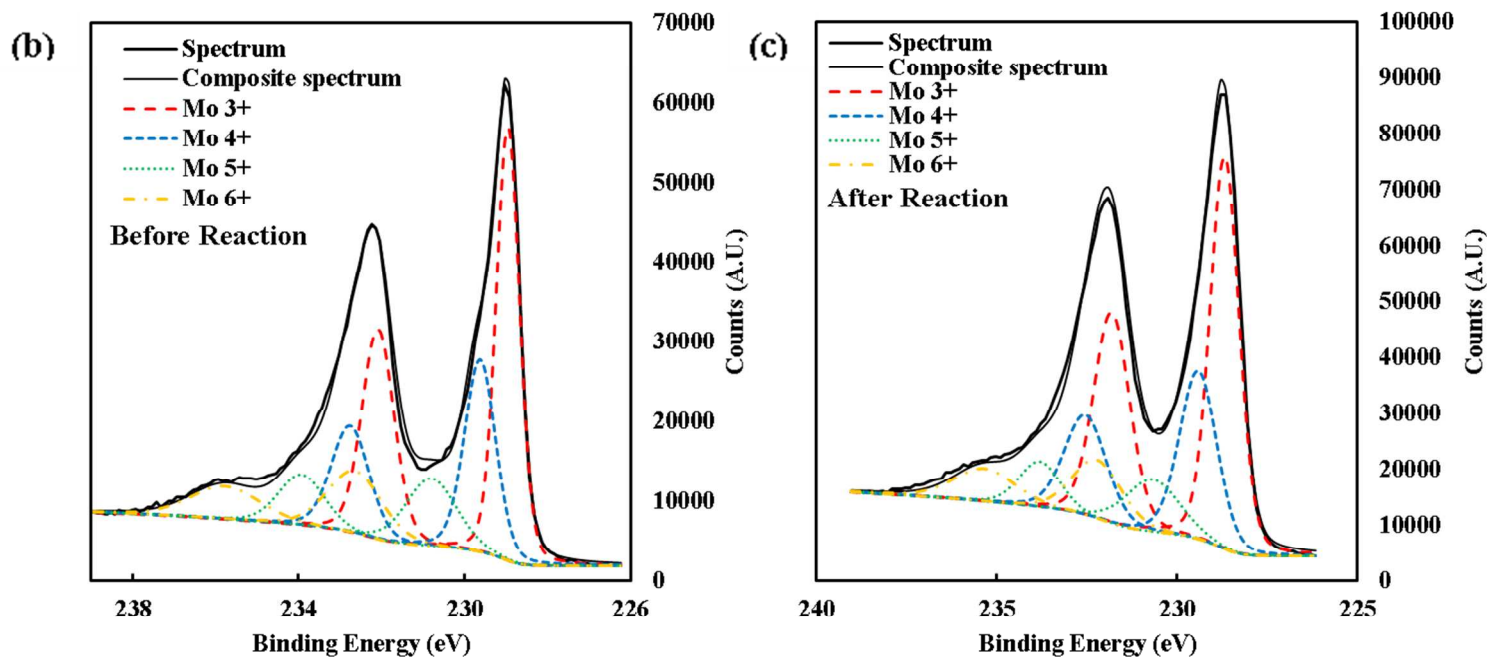 (b)
Spectrum
Composite spectrum
Mo 3+
Mo 4+
Mo 5+
Mo 6+
Before Reaction
70000
60000
50000
40000
30000
20000
10000
0
Counts (A.U.)
238
234
230
226
Binding Energy (eV)
(c)
Spectrum
Composite spectrum
Mo 3+
Mo 4+
Mo 5+
Mo 6+
After Reaction
100000
90000
80000
70000
60000
50000
40000
30000
20000
10000
0
Counts (A.U.)
240
235
230
225
Binding Energy (eV)